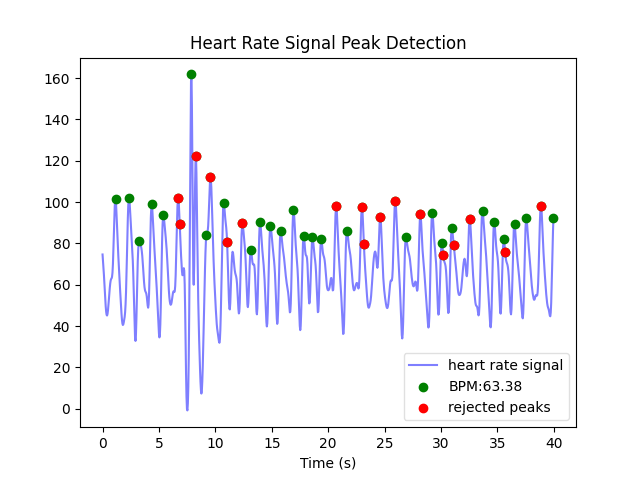 Heart Rate Signal Peak Detection
160
140
120
100
80
60
40
20
0
heart rate signal
BPM:63.38
rejected peaks
0 5 10 15 20 25 30 35 40
Time (s)